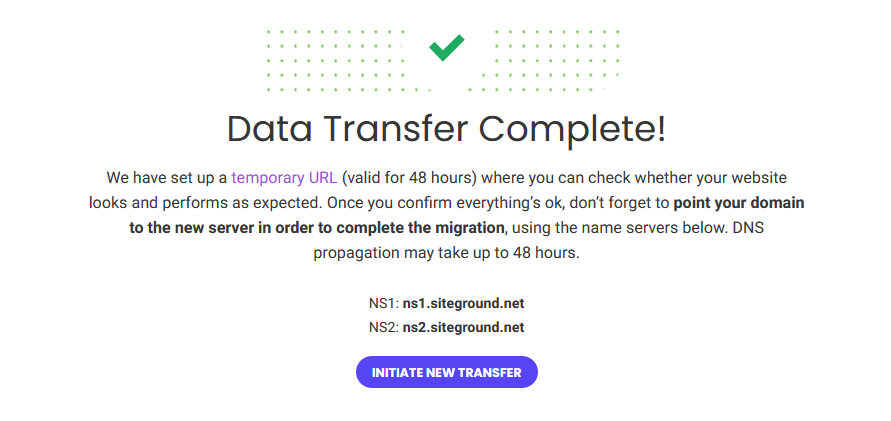 Data Transfer Complete!
We have set up a temporary URL (valid for 48 hours) where you can check whether your website
looks and performs as expected. Once you confirm everything’s ok, don’t forget to point your domain
to the new server in order to complete the migration, using the name servers below. DNS
propagation may take up to 48 hours.
NS1: ns1.siteground.net
NS2: ns2.siteground.net
INITIATE NEW TRANSFER